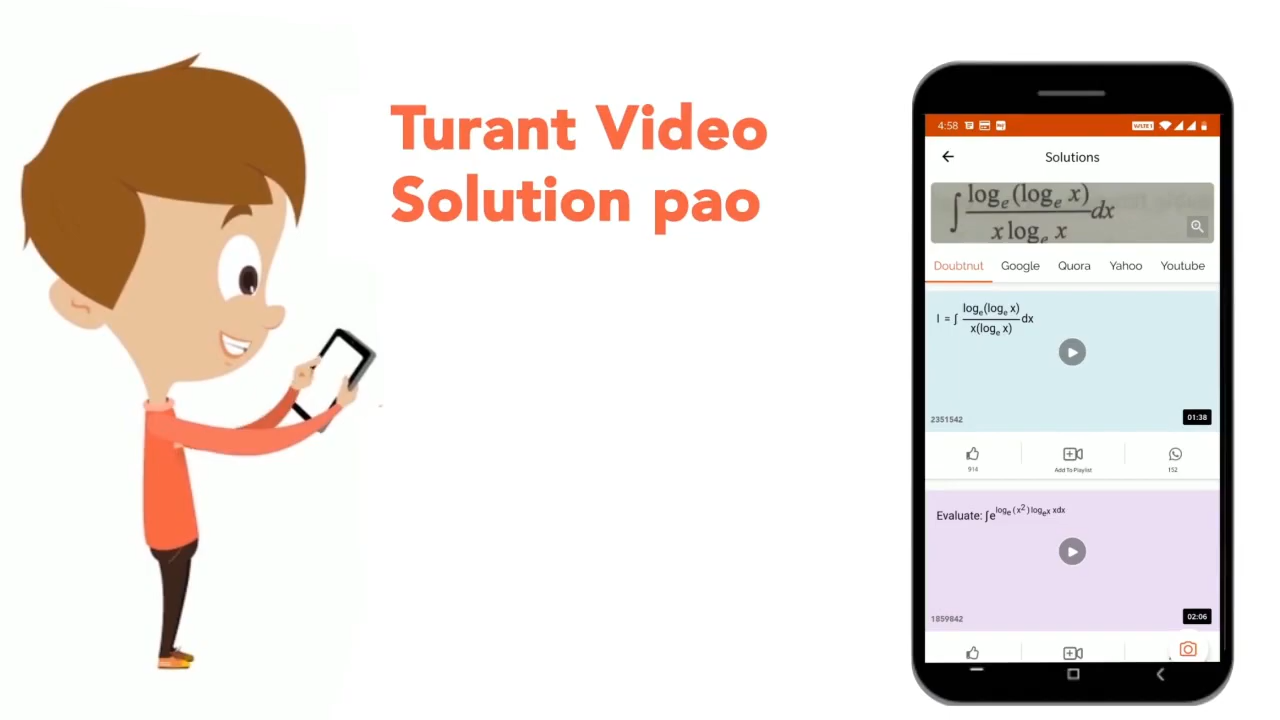 Turant Video
Solution pao
4:58
VoLTE1
Solutions
∫ logₑ(logₑ x) / x logₑ x dx
Doubtnut Google Quora Yahoo Youtube
I = ∫ logₑ(logₑ x) / x(logₑ x) dx
2351542 01:38
914 Add To Playlist 152
Evaluate: ∫e^logₑ(x²)logₑx xdx
1859842 02:06